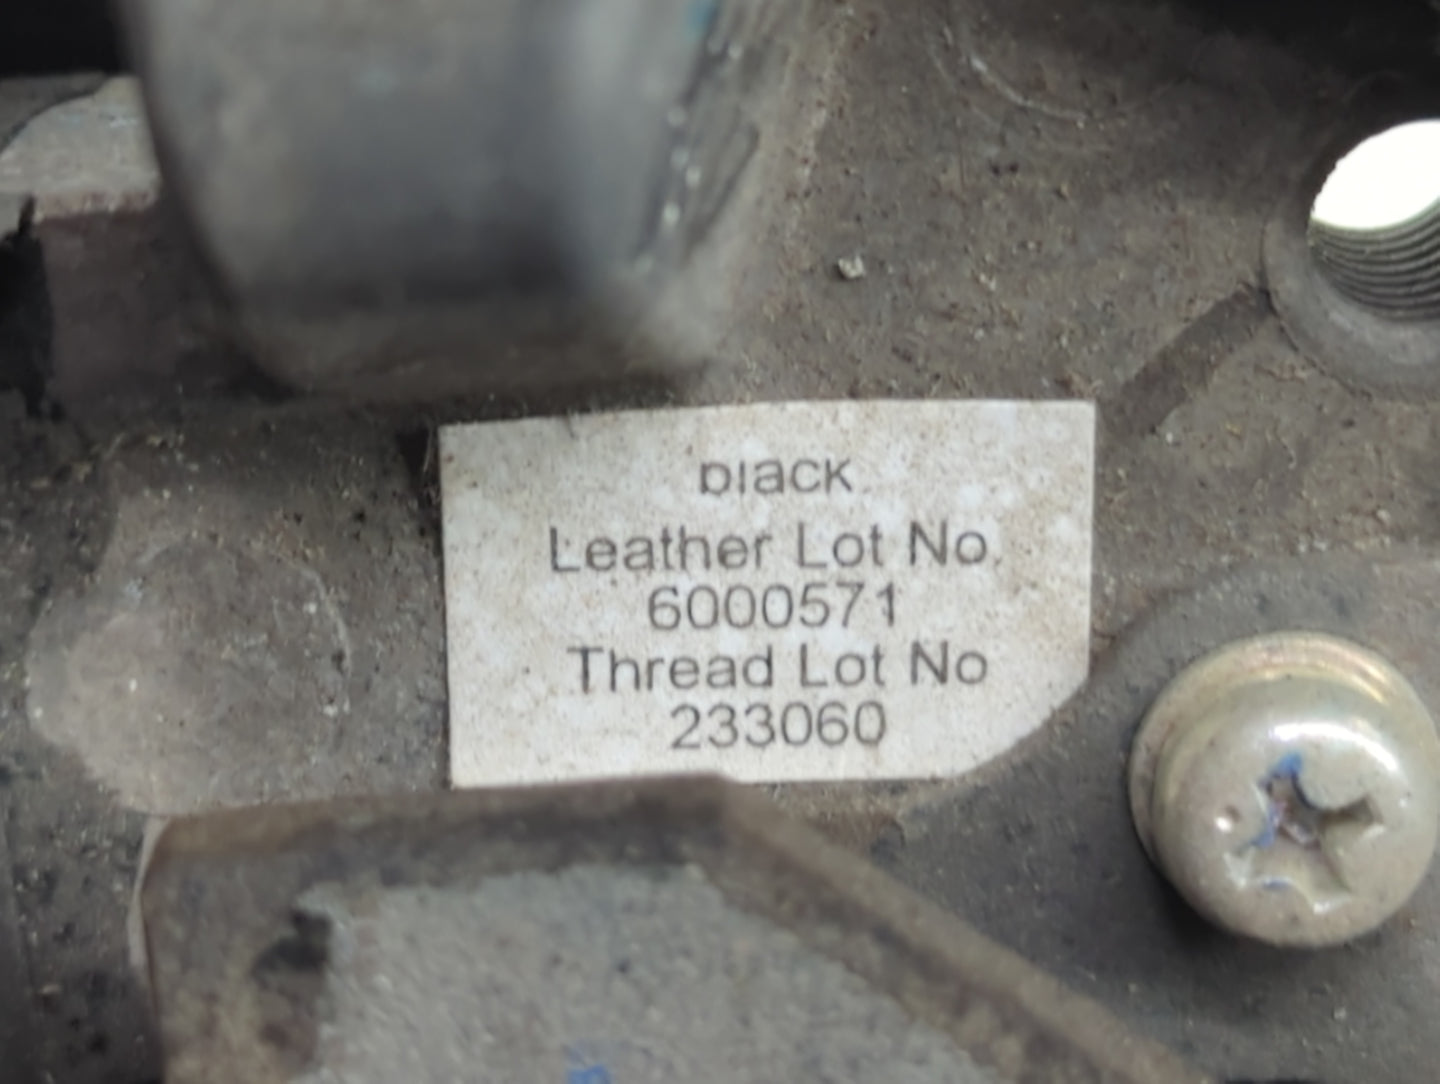 black
Leather Lot No.
6000571
Thread Lot No
233060